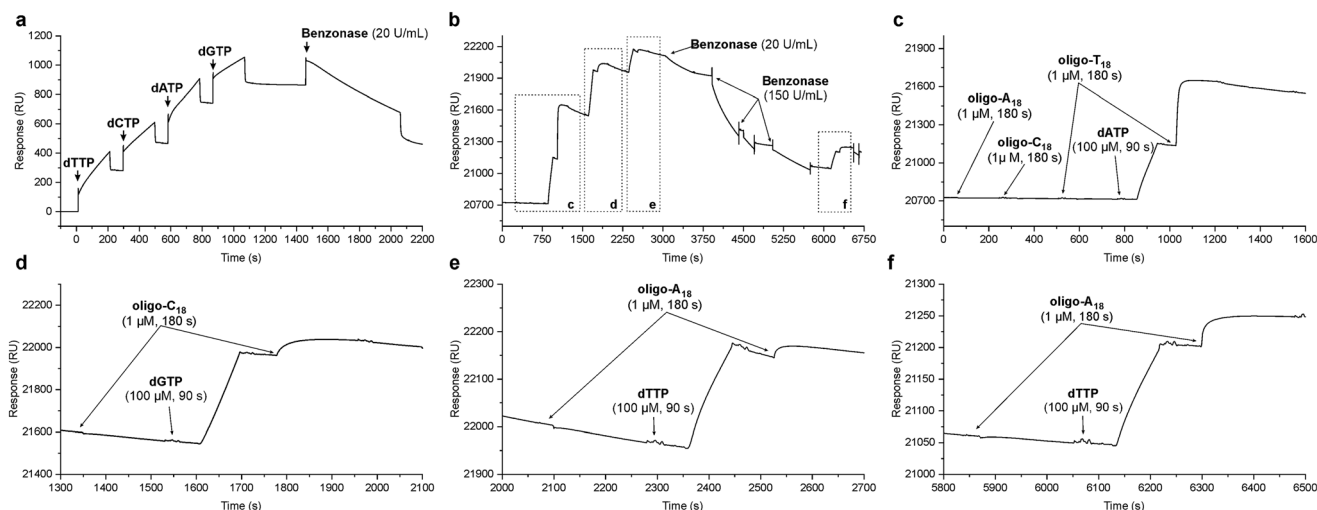 a
Response (RU)
1200
1000
800
600
400
200
0
dTTP
dCTP
dATP
dGTP
Benzonase (20 U/mL)
0 200 400 600 800 1000 1200 1400 1600 1800 2000 2200
Time (s)
b
Response (RU)
22200
21900
21600
21300
21000
20700
Benzonase (20 U/mL)
Benzonase
(150 U/mL)
c d e f
0 750 1500 2250 3000 3750 4500 5250 6000 6750
Time (s)
c
Response (RU)
21900
21600
21300
21000
20700
oligo-T18
(1 µM, 180 s)
oligo-A18
(1 µM, 180 s)
oligo-C18
(1µ M, 180 s)
dATP
(100 µM, 90 s)
0 200 400 600 800 1000 1200 1400 1600
Time (s)
d
Response (RU)
22200
22000
21800
21600
21400
oligo-C18
(1 µM, 180 s)
dGTP
(100 µM, 90 s)
1300 1400 1500 1600 1700 1800 1900 2000 2100
Time (s)
e
Response (RU)
22300
22200
22100
22000
21900
oligo-A18
(1 µM, 180 s)
dTTP
(100 µM, 90 s)
2000 2100 2200 2300 2400 2500 2600 2700
Time (s)
f
Response (RU)
21300
21250
21200
21150
21100
21050
21000
oligo-A18
(1 µM, 180 s)
dTTP
(100 µM, 90 s)
5800 5900 6000 6100 6200 6300 6400 6500
Time (s)